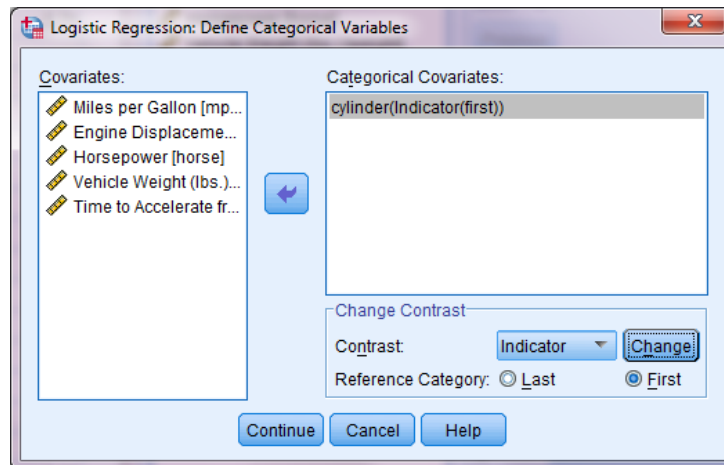 Logistic Regression: Define Categorical Variables
Covariates:
Miles per Gallon [mp...
Engine Displaceme...
Horsepower [horse]
Vehicle Weight (lbs.)...
Time to Accelerate fr...
Categorical Covariates:
cylinder(Indicator(first))
Change Contrast
Contrast: Indicator Change
Reference Category: Last First
Continue Cancel Help